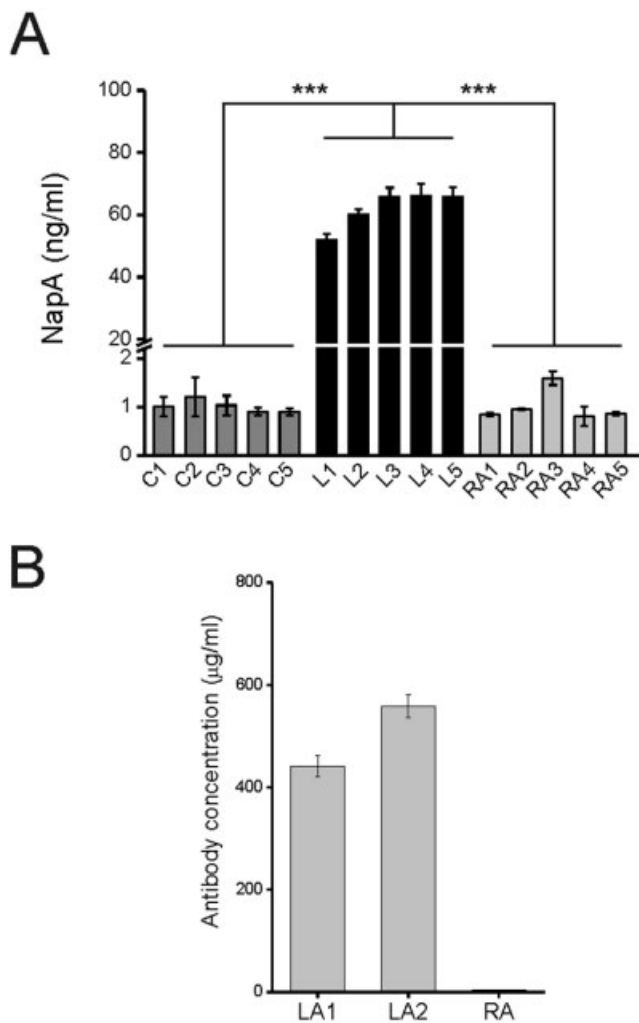 A
*** ***
NapA (ng/ml)
100
80
60
40
20
2
1
0
C1 C2 C3 C4 C5 L1 L2 L3 L4 L5 RA1 RA2 RA3 RA4 RA5
B
Antibody concentration (μg/ml)
800
600
400
200
0
LA1 LA2 RA